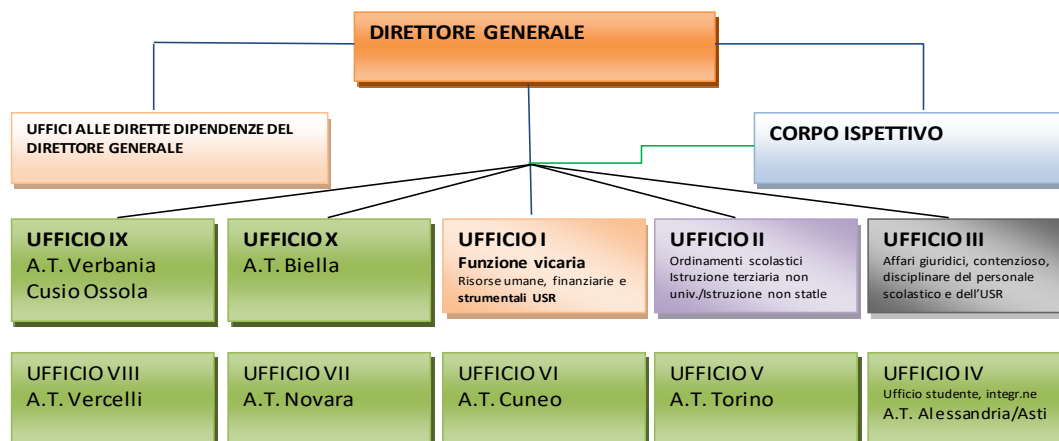 DIRETTORE GENERALE
UFFICI ALLE DIRETTE DIPENDENZE DEL
DIRETTORE GENERALE
CORPO ISPETTIVO
UFFICIO IX
A.T. Verbania
Cusio Ossola
UFFICIO X
A.T. Biella
UFFICIO I
Funzione vicaria
Risorse umane, finanziarie e
strumentali USR
UFFICIO II
Ordinamenti scolastici
Istruzione terziaria non
univ./Istruzione non statle
UFFICIO III
Affari giuridici, contenzioso,
disciplinare del personale
scolastico e dell'USR
UFFICIO VIII
A.T. Vercelli
UFFICIO VII
A.T. Novara
UFFICIO VI
A.T. Cuneo
UFFICIO V
A.T. Torino
UFFICIO IV
Ufficio studente, integr.ne
A.T. Alessandria/Asti